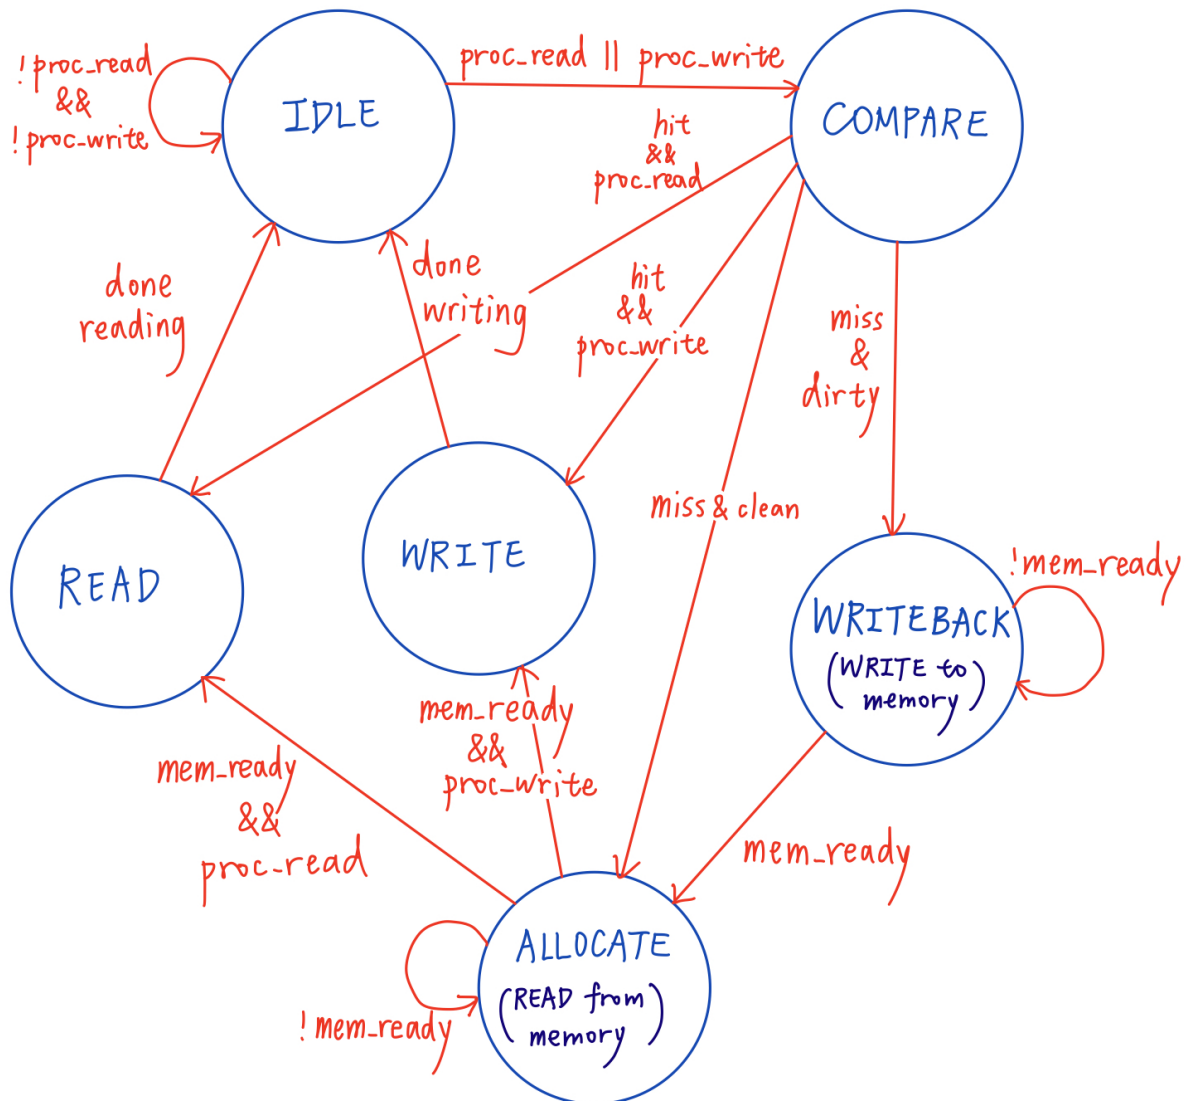 !proc_read
&&
!proc_write
IDLE
proc_read || proc_write
COMPARE
hit
&&
proc_read
done
reading
done
writing
hit
&&
proc_write
miss
&
dirty
READ
WRITE
miss & clean
!mem_ready
WRITEBACK
(WRITE to
memory)
mem_ready
&&
proc_write
mem_ready
&&
proc_read
mem_ready
ALLOCATE
(READ from
memory)
!mem_ready